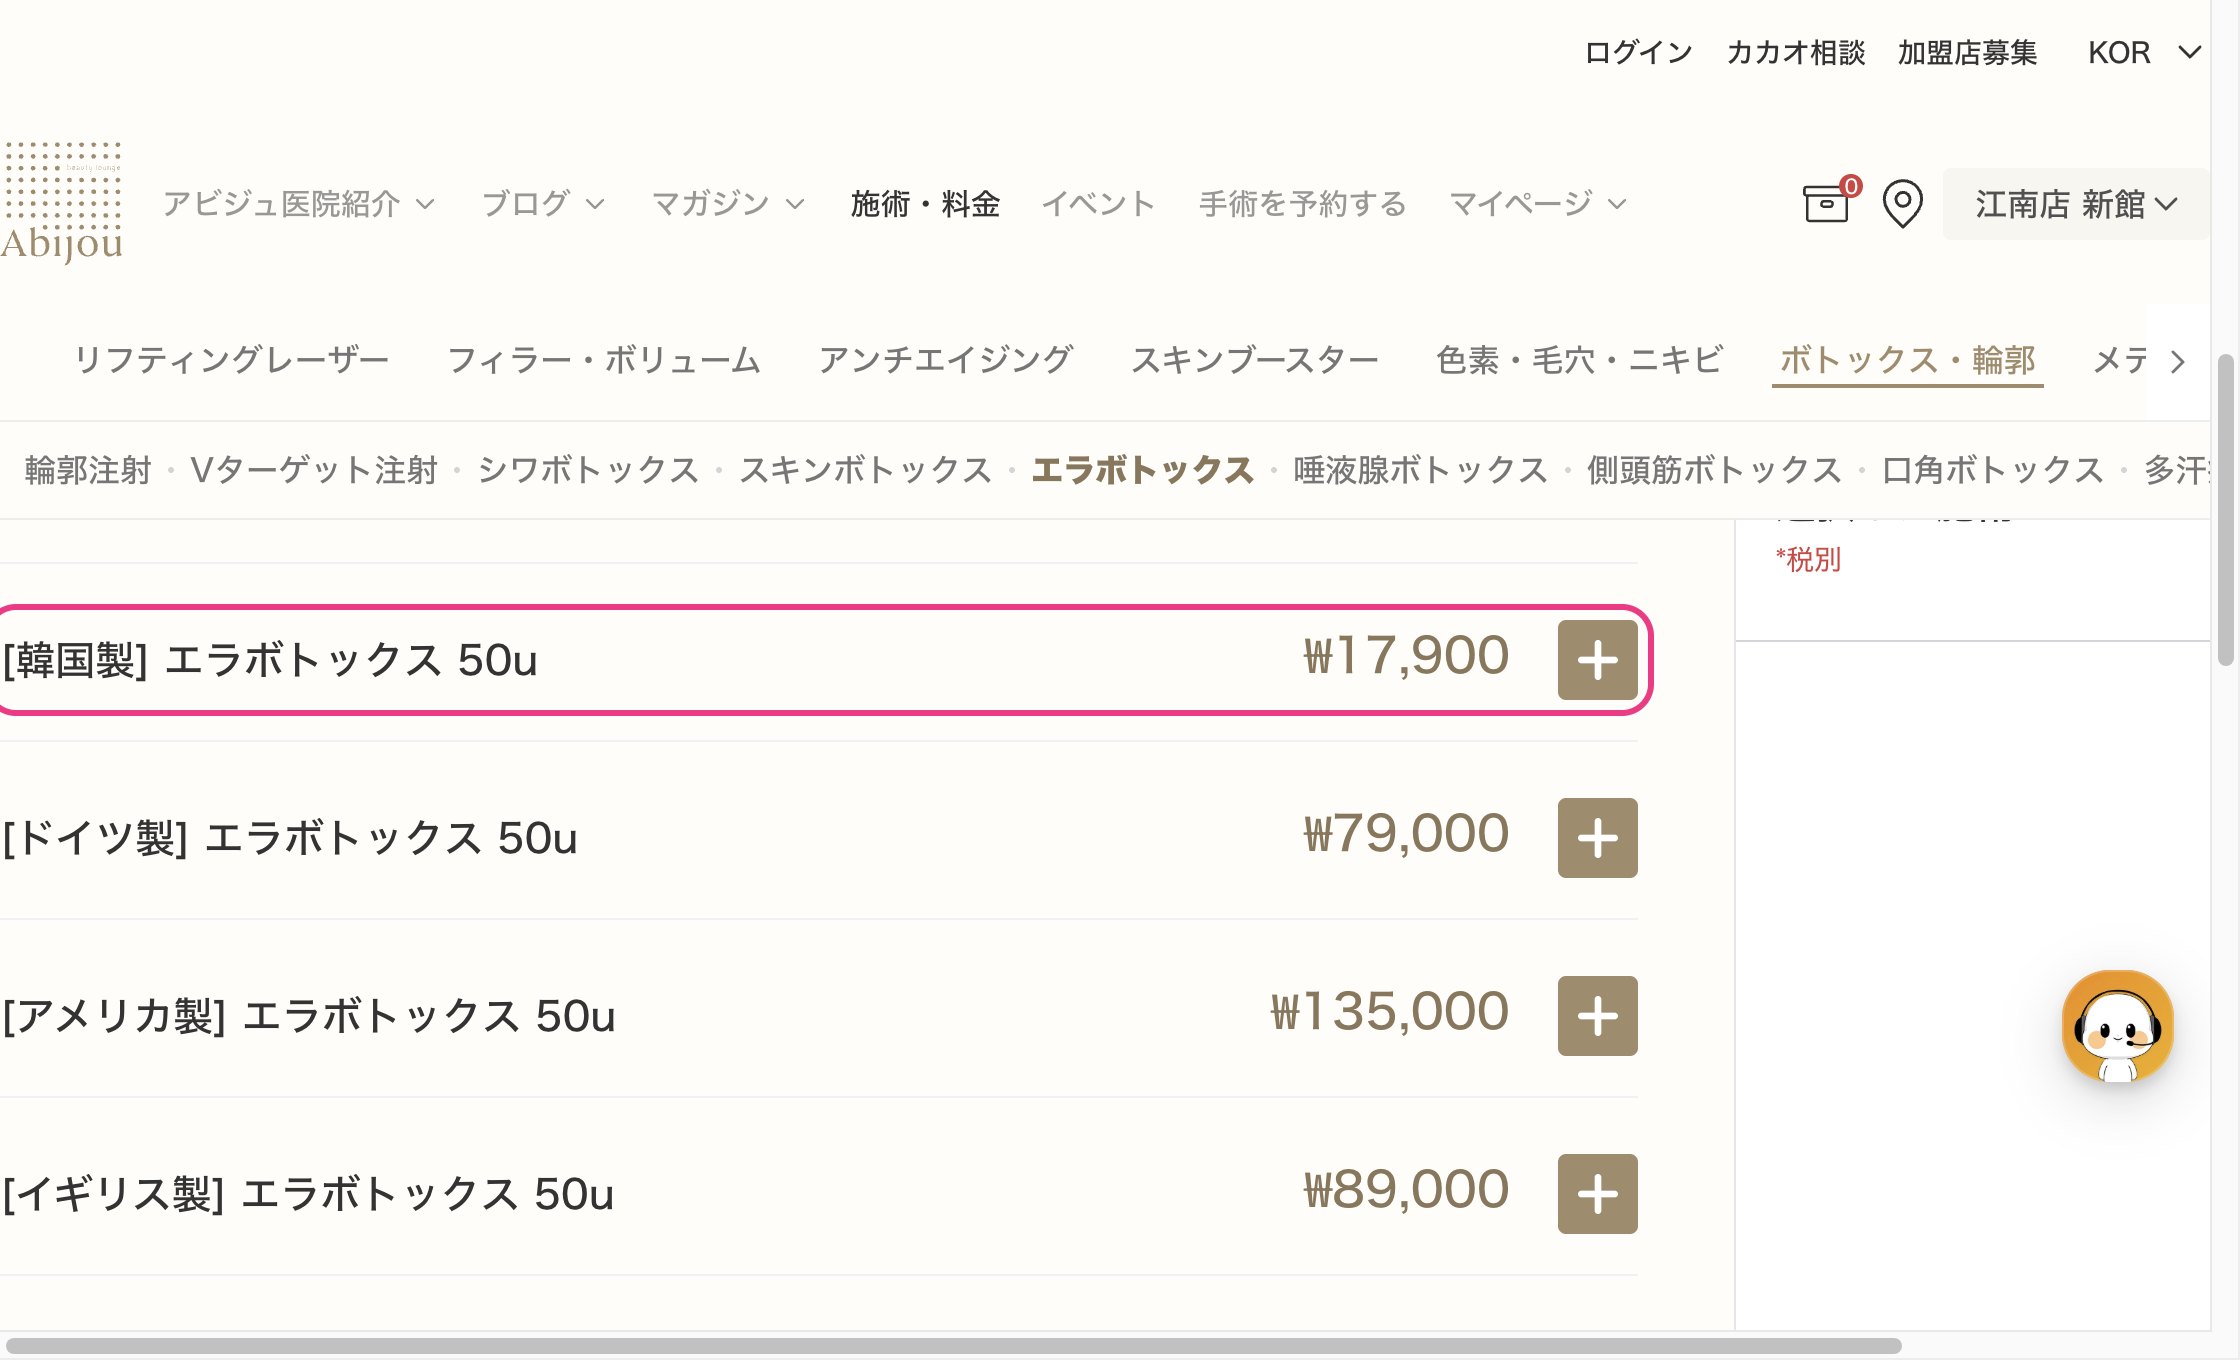 ログイン カカオ相談 加盟店募集 KOR
beauty lounge
Abijou
アビジュ医院紹介 ブログ マガジン 施術・料金 イベント 手術を予約する マイページ 0 江南店 新館
リフティングレーザー フィラー・ボリューム アンチエイジング スキンブースター 色素・毛穴・ニキビ ボトックス・輪郭 メテ
輪郭注射 · Vターゲット注射 · シワボトックス · スキンボトックス · エラボトックス · 唾液腺ボトックス · 側頭筋ボトックス · 口角ボトックス · 多汗
*税別
[韓国製] エラボトックス 50u ₩17,900
[ドイツ製] エラボトックス 50u ₩79,000
[アメリカ製] エラボトックス 50u ₩135,000
[イギリス製] エラボトックス 50u ₩89,000